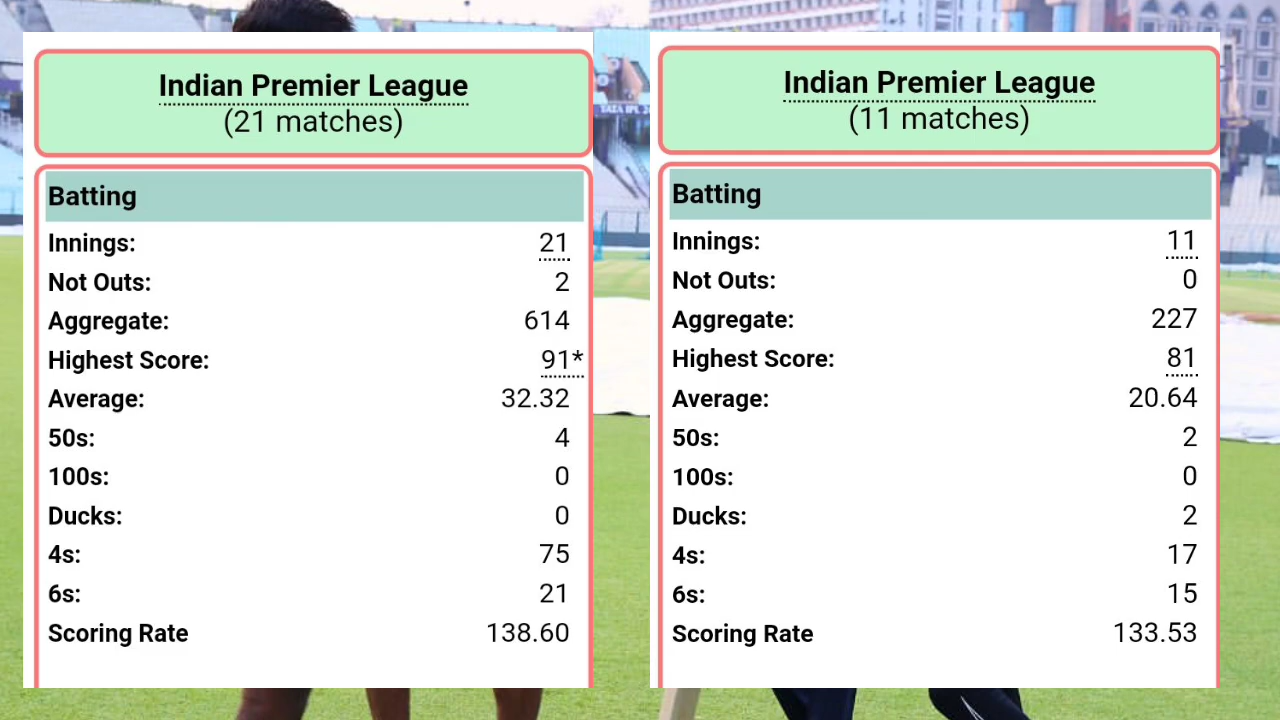 Indian Premier League
(21 matches)
Batting
Innings: 21
Not Outs: 2
Aggregate: 614
Highest Score: 91*
Average: 32.32
50s: 4
100s: 0
Ducks: 0
4s: 75
6s: 21
Scoring Rate 138.60
Indian Premier League
(11 matches)
Batting
Innings: 11
Not Outs: 0
Aggregate: 227
Highest Score: 81
Average: 20.64
50s: 2
100s: 0
Ducks: 2
4s: 17
6s: 15
Scoring Rate 133.53
TATA IPL 2